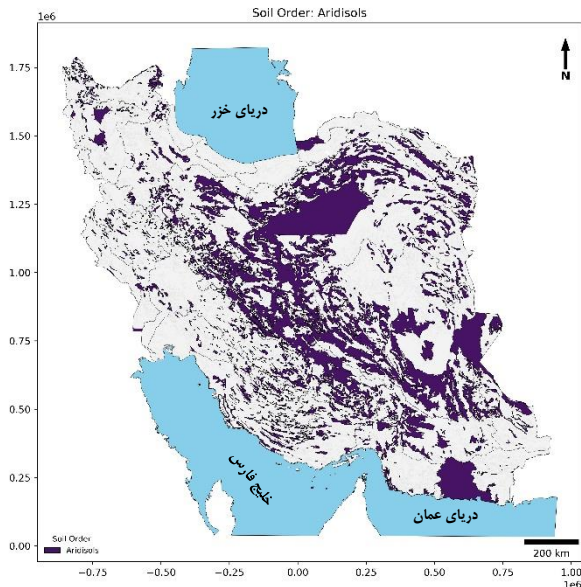 Soil Order: Aridisols
1e6
1.75
1.50
1.25
1.00
0.75
0.50
0.25
0.00
دریای خزر
N
خلیج فارس
دریای عمان
Soil Order
Aridisols
200 km
−0.75
−0.50
−0.25
0.00
0.25
0.50
0.75
1.00
1e6